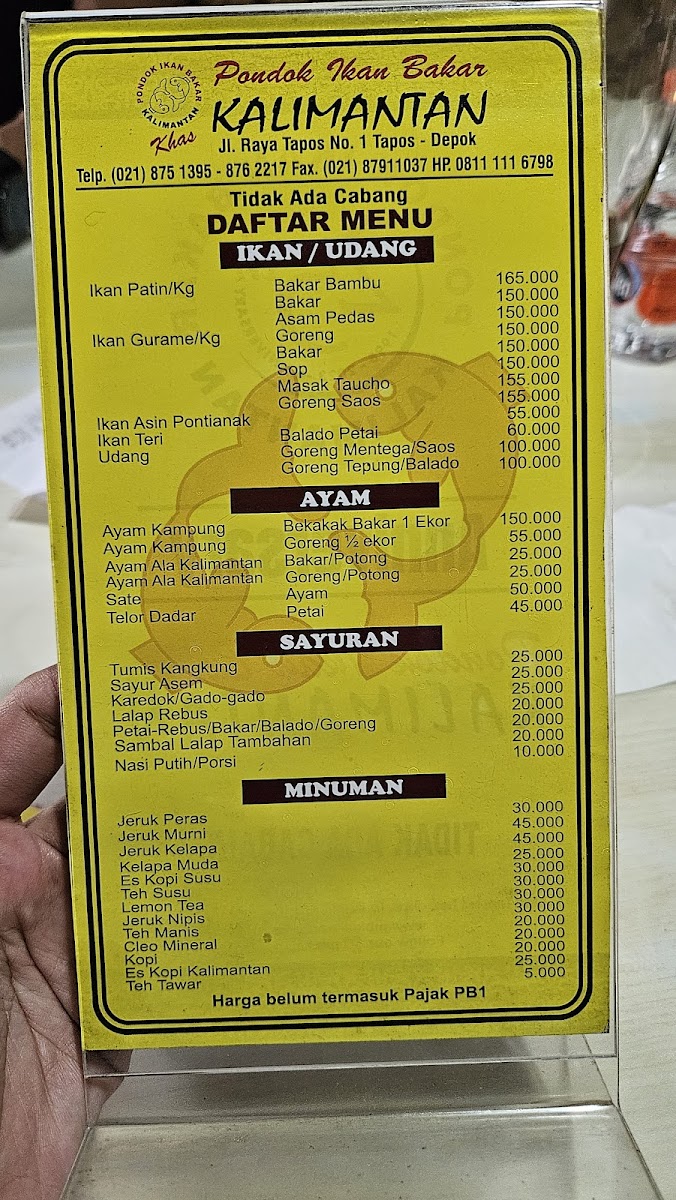 PONDOK IKAN BAKAR
KALIMANTAN
Khas
Pondok Ikan Bakar
KALIMANTAN
Jl. Raya Tapos No. 1 Tapos - Depok
Telp. (021) 875 1395 - 876 2217 Fax. (021) 87911037 HP. 0811 111 6798
Tidak Ada Cabang
DAFTAR MENU
IKAN / UDANG
Ikan Patin/Kg Bakar Bambu 165.000
Bakar 150.000
Asam Pedas 150.000
Ikan Gurame/Kg Goreng 150.000
Bakar 150.000
Sop 150.000
Masak Taucho 155.000
Goreng Saos 155.000
Ikan Asin Pontianak 55.000
Ikan Teri Balado Petai 60.000
Udang Goreng Mentega/Saos 100.000
Goreng Tepung/Balado 100.000
AYAM
Ayam Kampung Bekakak Bakar 1 Ekor 150.000
Ayam Kampung Goreng ½ ekor 55.000
Ayam Ala Kalimantan Bakar/Potong 25.000
Ayam Ala Kalimantan Goreng/Potong 25.000
Sate Ayam 50.000
Telor Dadar Petai 45.000
SAYURAN
Tumis Kangkung 25.000
Sayur Asem 25.000
Karedok/Gado-gado 25.000
Lalap Rebus 20.000
Petai-Rebus/Bakar/Balado/Goreng 20.000
Sambal Lalap Tambahan 20.000
Nasi Putih/Porsi 10.000
MINUMAN
Jeruk Peras 30.000
Jeruk Murni 45.000
Jeruk Kelapa 45.000
Kelapa Muda 25.000
Es Kopi Susu 30.000
Teh Susu 30.000
Lemon Tea 30.000
Jeruk Nipis 30.000
Teh Manis 20.000
Cleo Mineral 20.000
Kopi 20.000
Es Kopi Kalimantan 25.000
Teh Tawar 5.000
Harga belum termasuk Pajak PB1